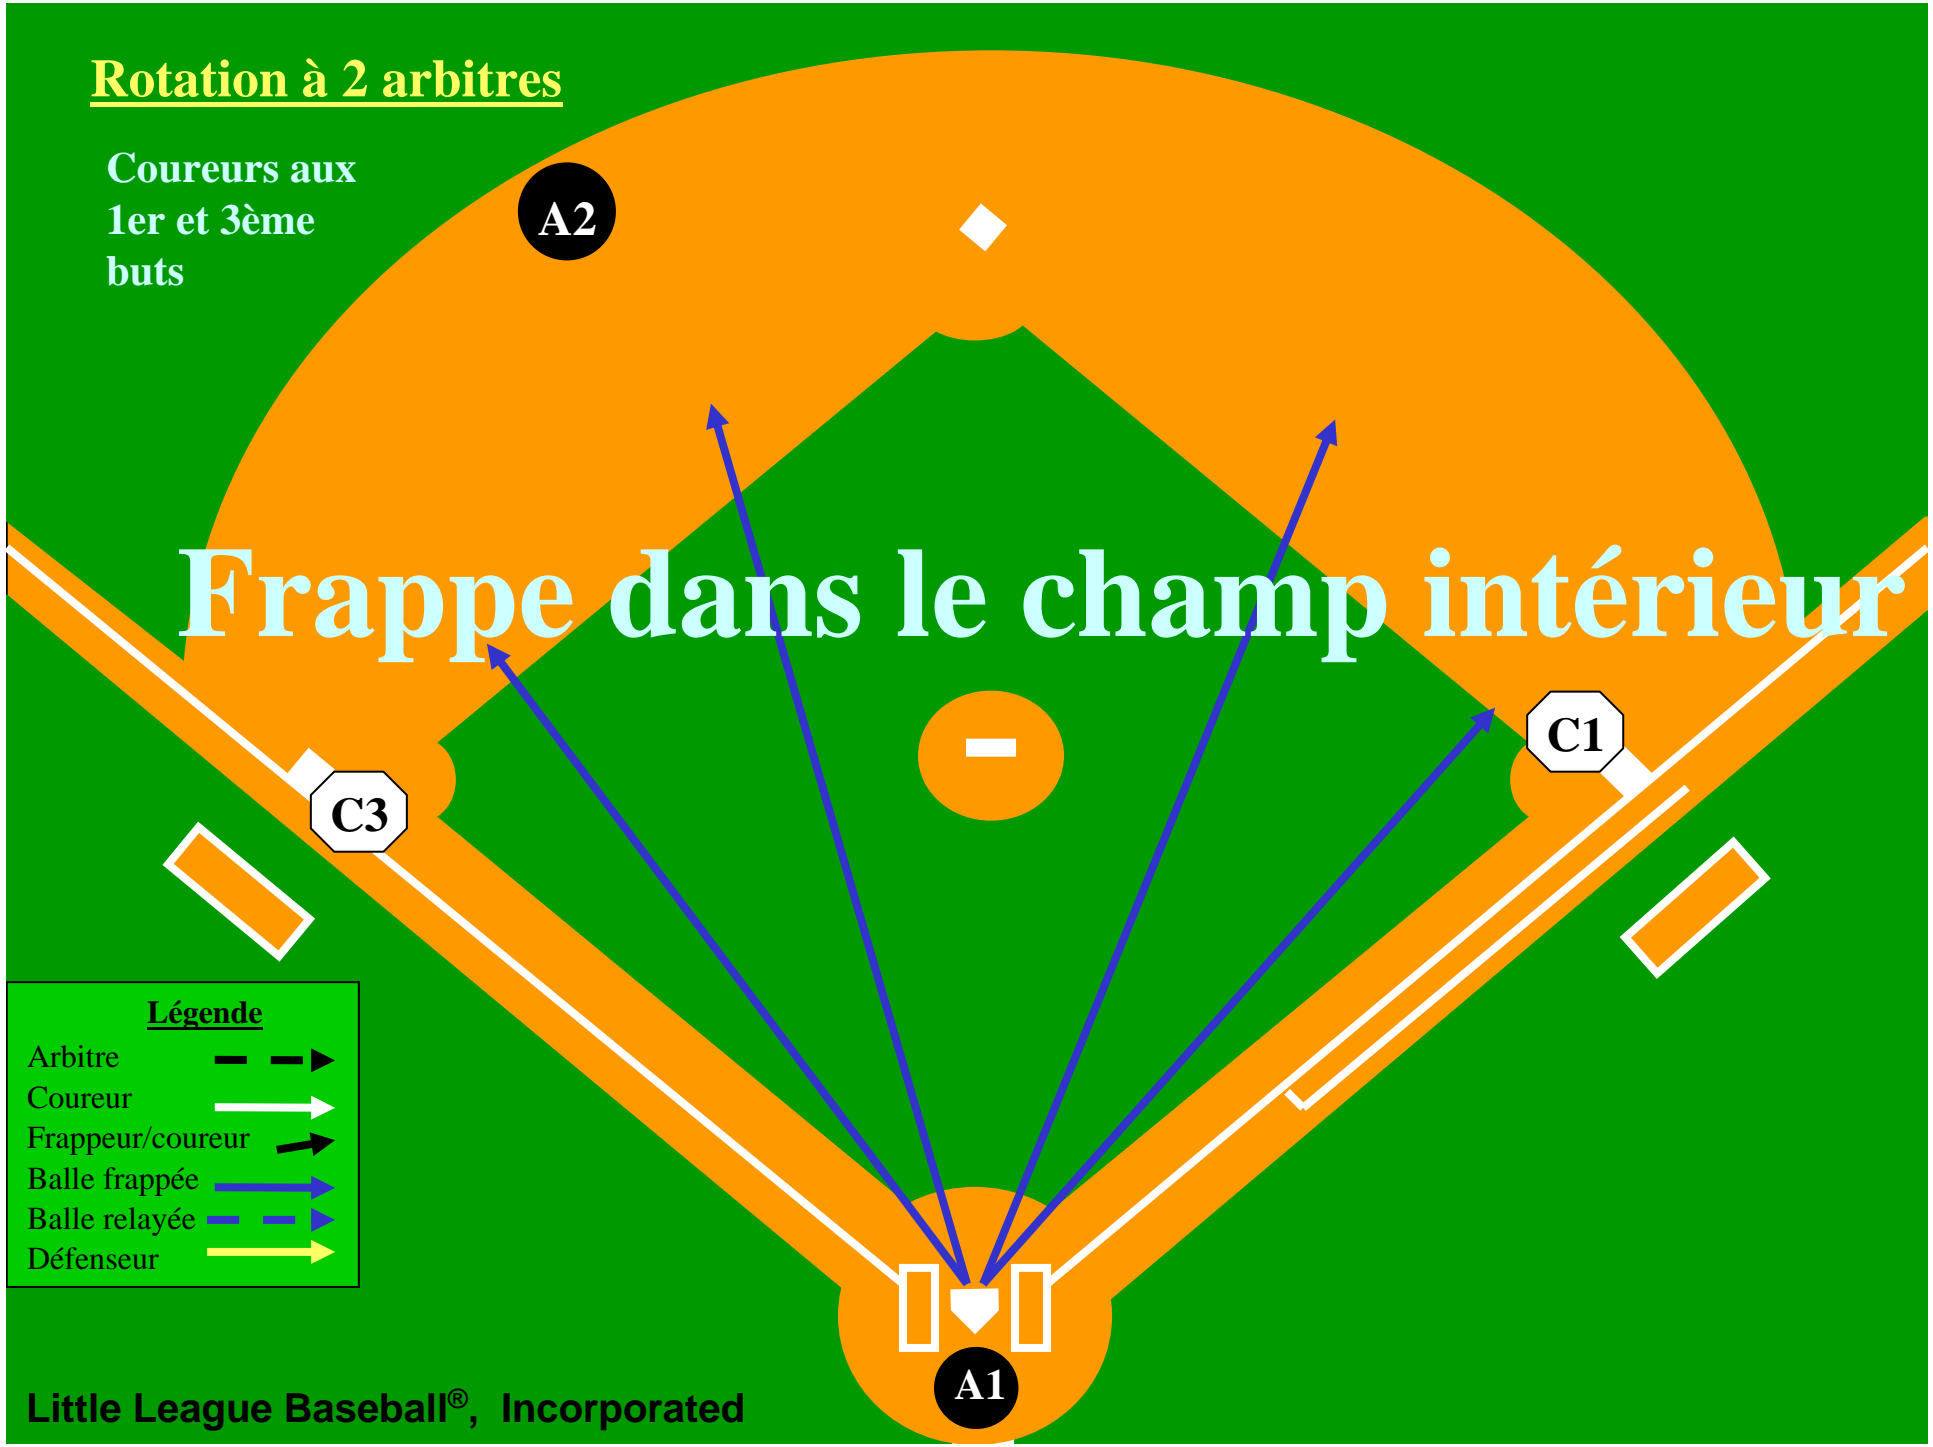 Rotation à 2 arbitres
Coureurs aux
1er et 3ème
buts
A2
Frappe dans le champ intérieur
C1
C3
Légende
Arbitre
Coureur
Frappeur/coureur
Balle frappée
Balle relayée
Défenseur
A1
Little League Baseball®, Incorporated